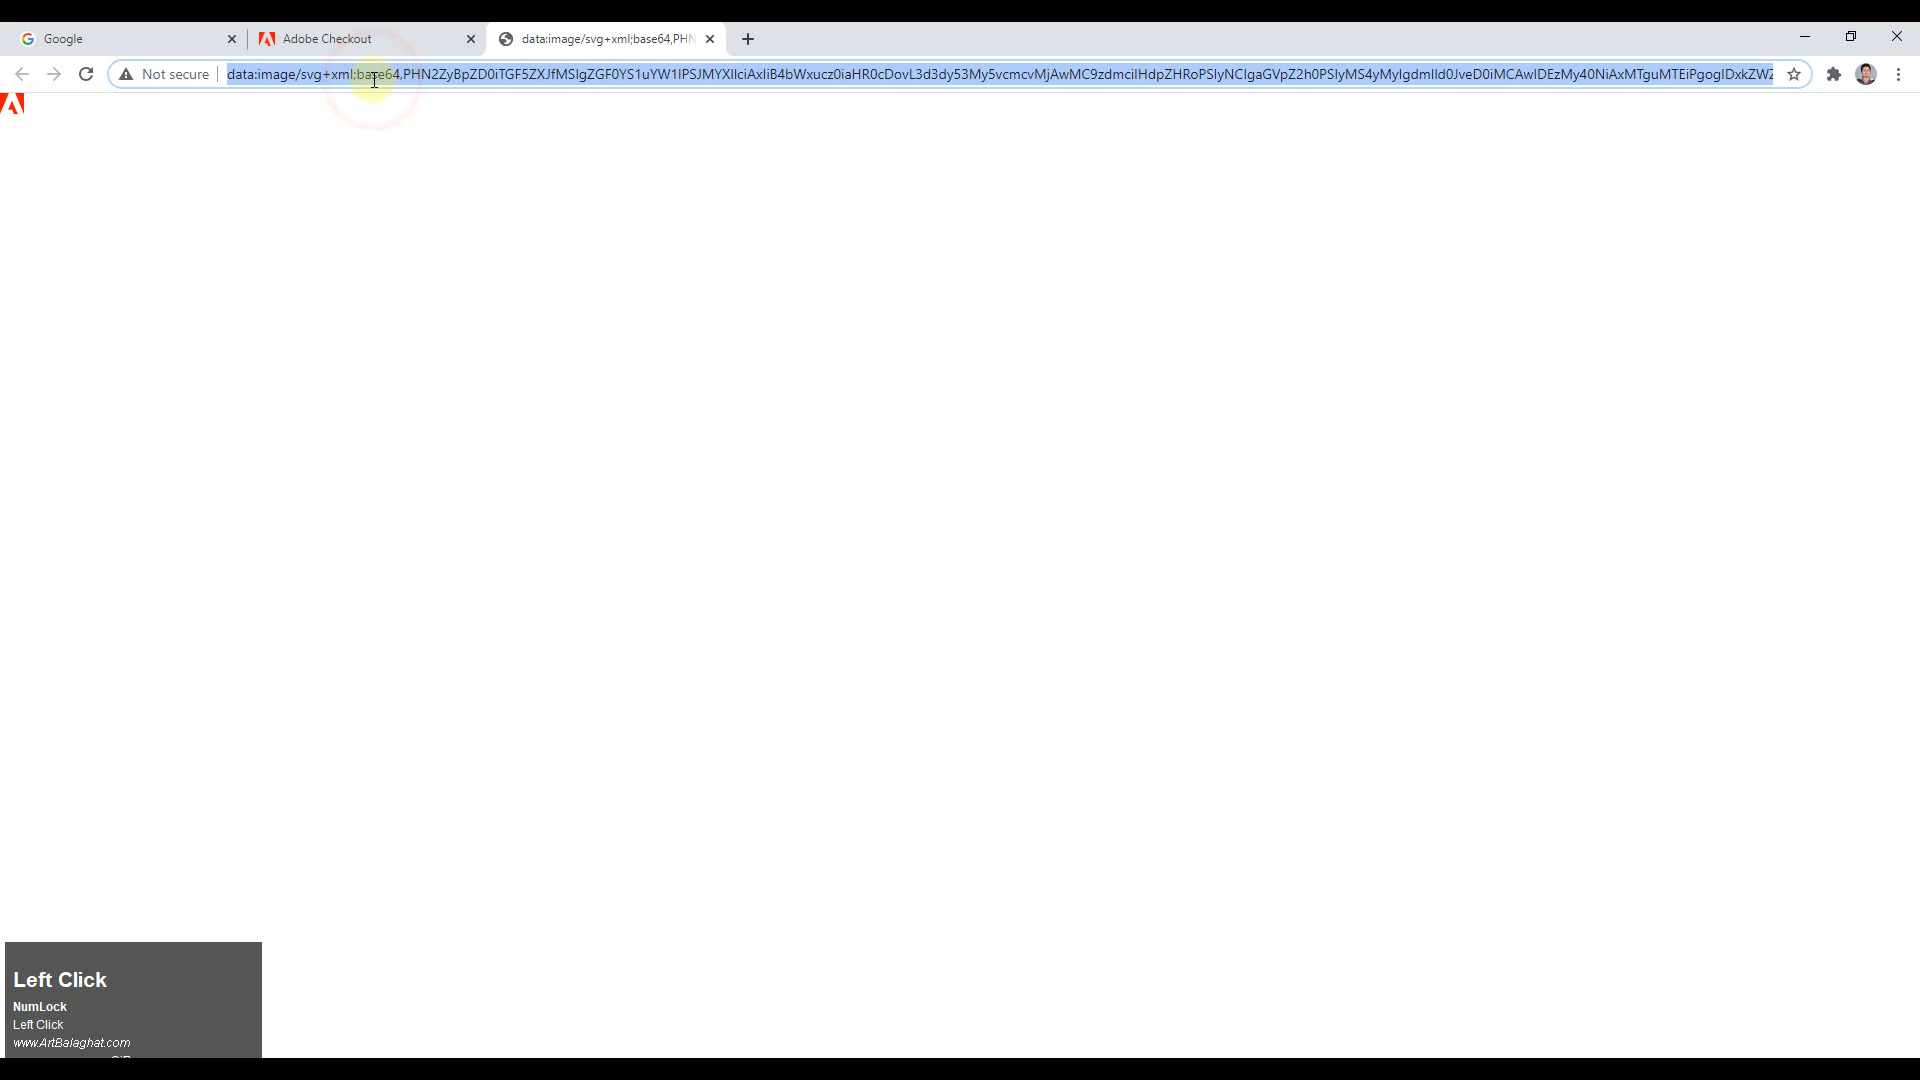 Google
Adobe Checkout
data:image/svg+xml;base64,PHN
Not secure
data:image/svg+xml;base64,PHN2ZyBpZD0iTGF5ZXJfMSIgZGF0YS1uYW1lPSJMYXllciAxIiB4bWxucz0iaHR0cDovL3d3dy53My5vcmcvMjAwMC9zdmciIHdpZHRoPSIyNCIgaGVpZ2h0PSIyMS4yMyIgdmlld0JveD0iMCAwIDEzMy40NiAxMTguMTEiPgogIDxkZWZ
Left Click
NumLock
Left Click
www.ArtBalaghat.com